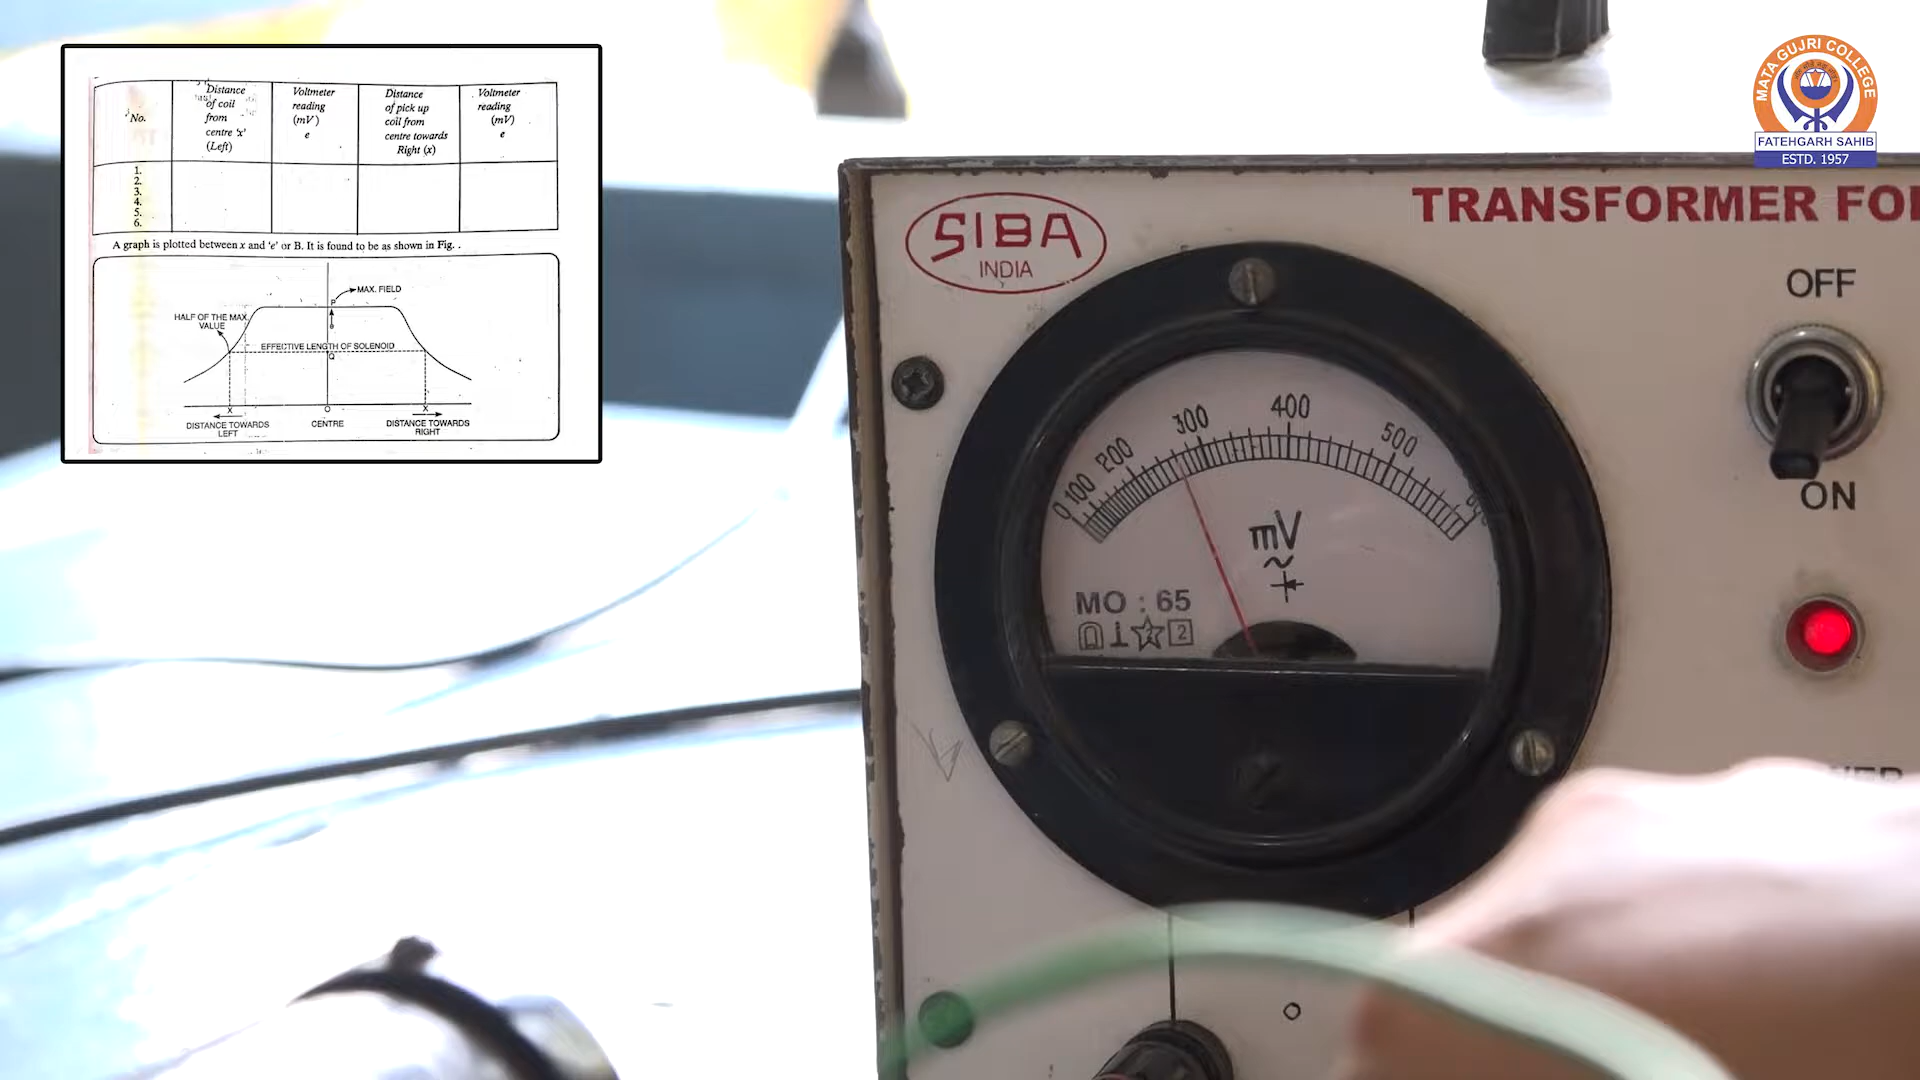 No.
Distance
of coil
from
centre 'x'
(Left)
Voltmeter
reading
(mV)
e
Distance
of pick up
coil from
centre towards
Right (x)
Voltmeter
reading
(mV)
e
1.
2.
3.
4.
5.
6.
A graph is plotted between x and 'e' or B. It is found to be as shown in Fig. .
P
MAX. FIELD
HALF OF THE MAX.
VALUE
EFFECTIVE LENGTH OF SOLENOID
Q
X
O
X
DISTANCE TOWARDS
LEFT
CENTRE
DISTANCE TOWARDS
RIGHT
MATA GUJRI COLLEGE
FATEHGARH SAHIB
ESTD. 1957
SIBA
INDIA
TRANSFORMER FO
OFF
ON
0 100 200 300 400 500
mV
MO : 65
2